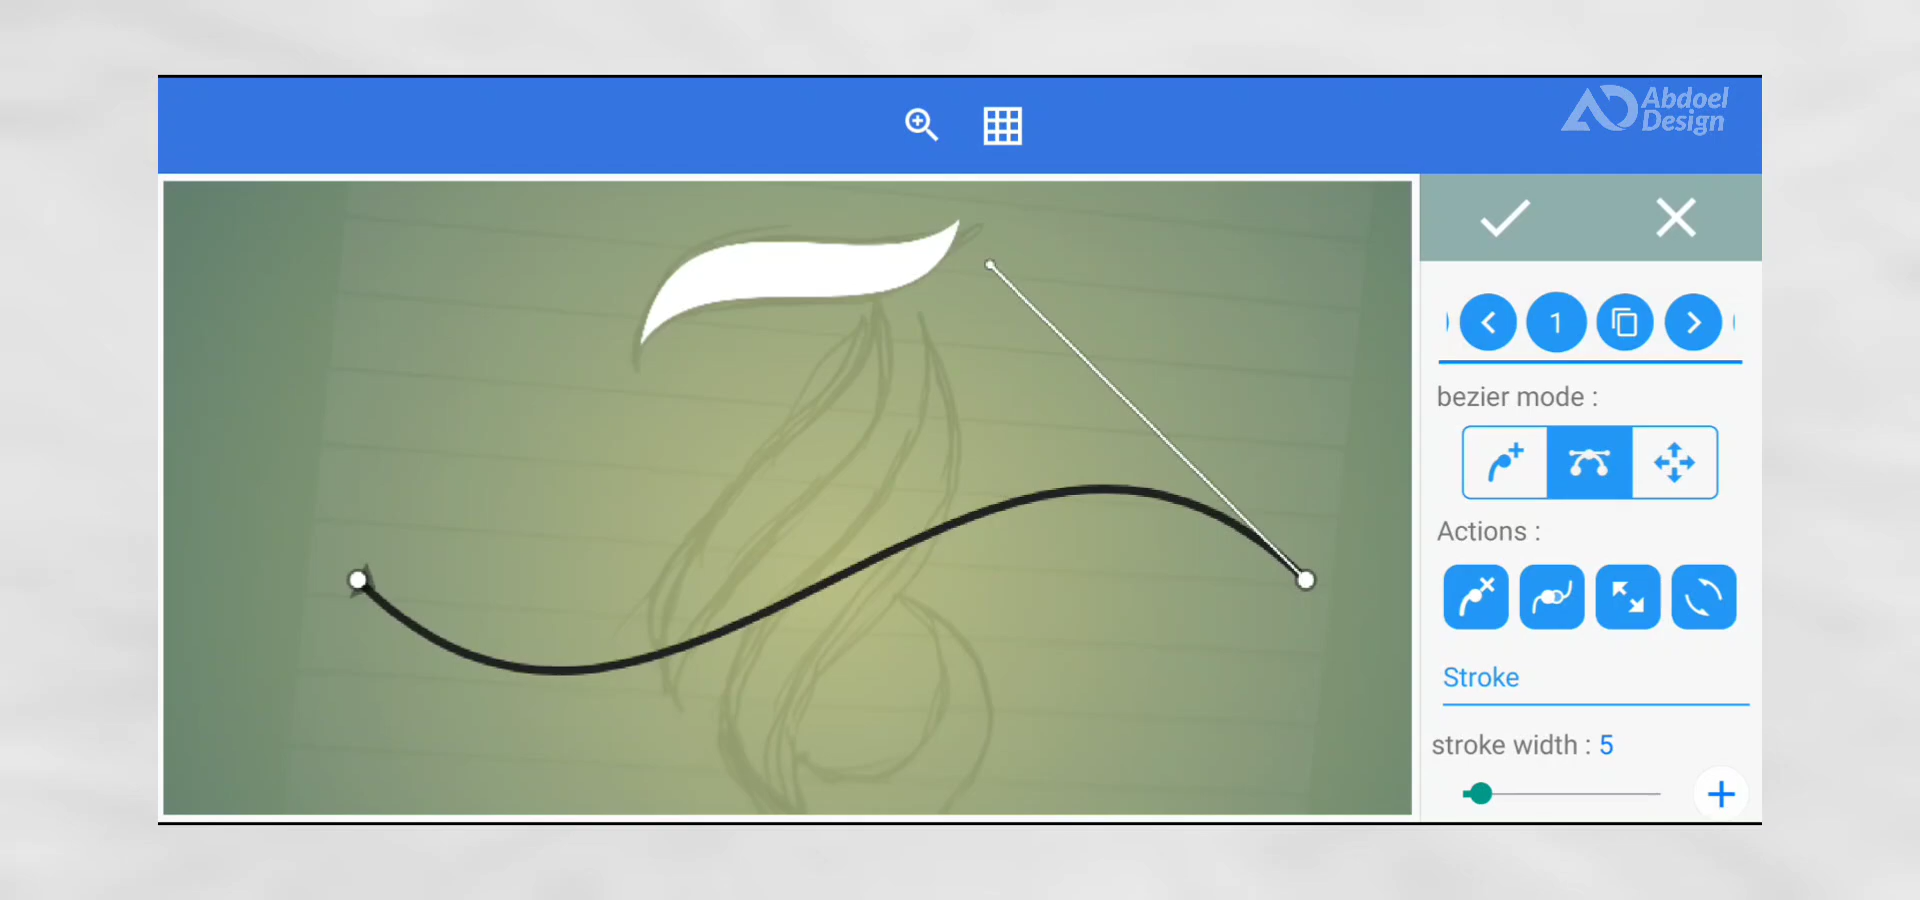 Abdoel
Design
1
bezier mode :
Actions :
Stroke
stroke width : 5